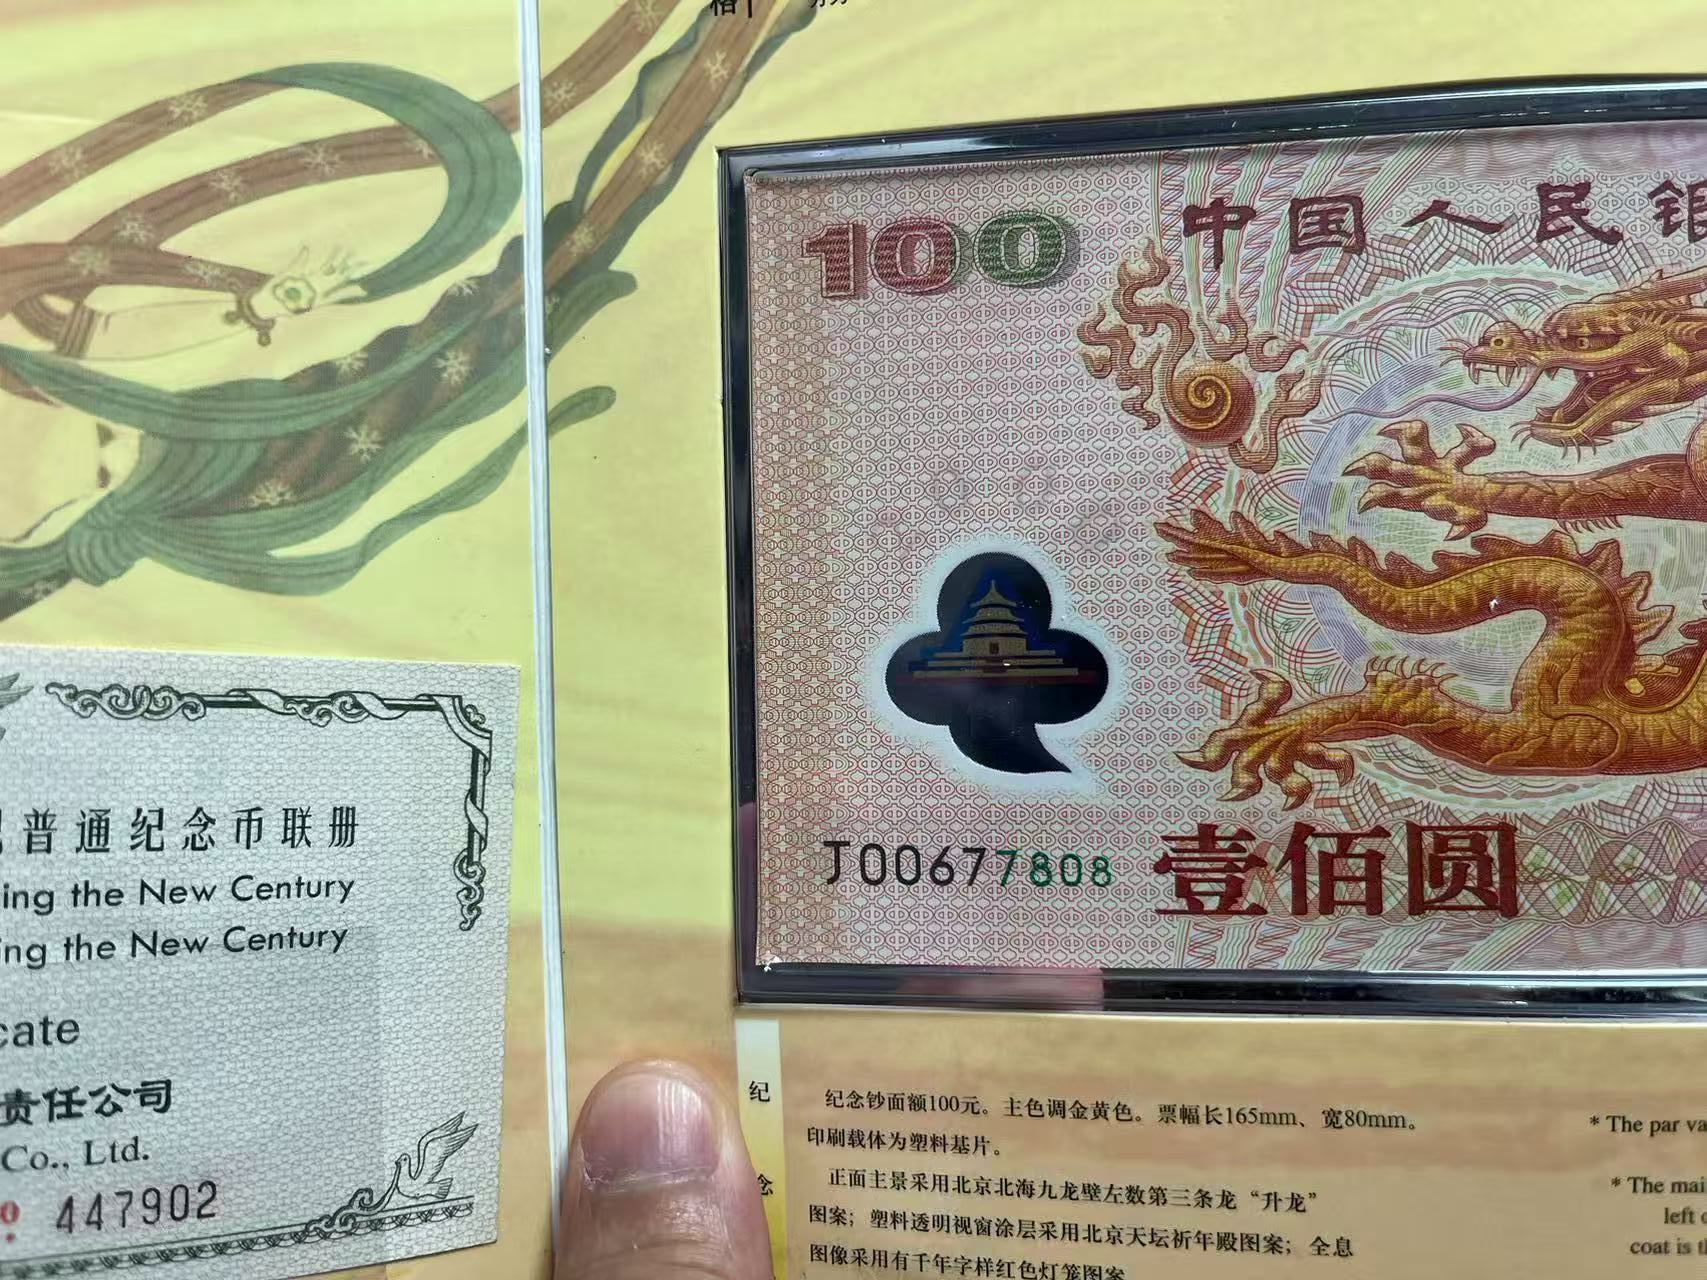 普通纪念币联册
ing the New Century
ing the New Century
cate
责任公司
Co., Ltd.
447902
100
中国人民
J00677808
壹佰圆
纪
念
纪念钞面额100元。主色调金黄色。票幅长165mm、宽80mm。
印刷载体为塑料基片。
正面主景采用北京北海九龙壁左数第三条龙“升龙”
图案；塑料透明视窗涂层采用北京天坛祈年殿图案；全息
图像采用有千年字样红色灯笼图案
* The par va
* The mai
left
coat is